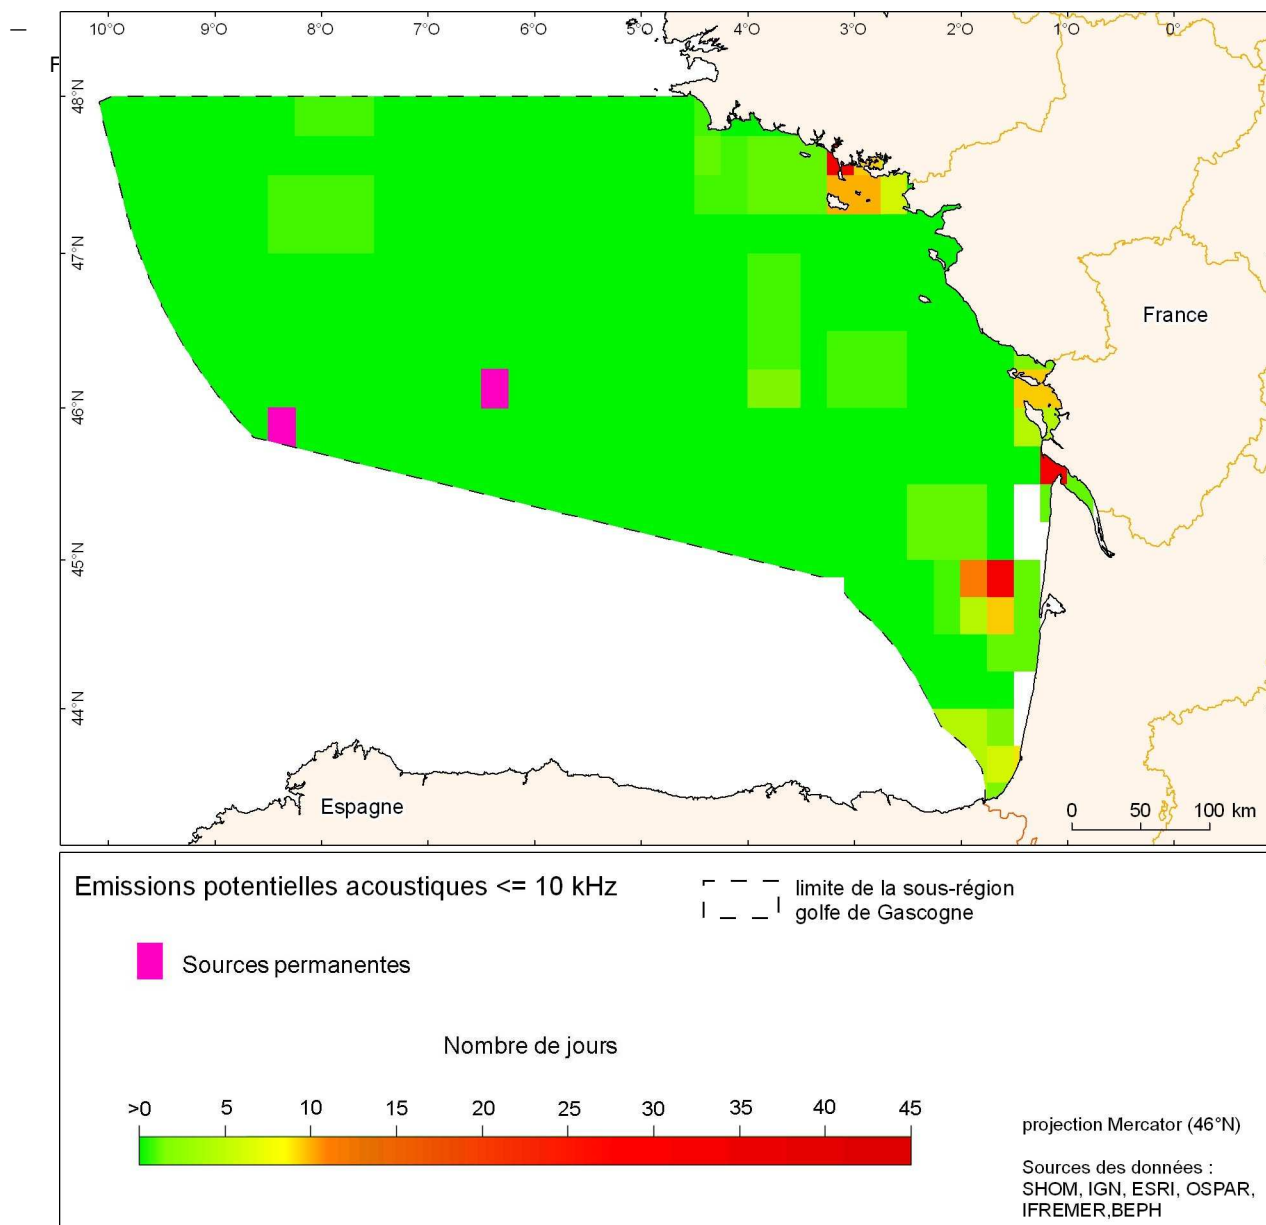 10°O 9°O 8°O 7°O 6°O 5°O 4°O 3°O 2°O 1°O 0°
F
48°N
47°N
46°N
45°N
44°N
France
Espagne
0 50 100 km
Emissions potentielles acoustiques <= 10 kHz
limite de la sous-région
golfe de Gascogne
Sources permanentes
Nombre de jours
>0 5 10 15 20 25 30 35 40 45
projection Mercator (46°N)
Sources des données :
SHOM, IGN, ESRI, OSPAR,
IFREMER,BEPH